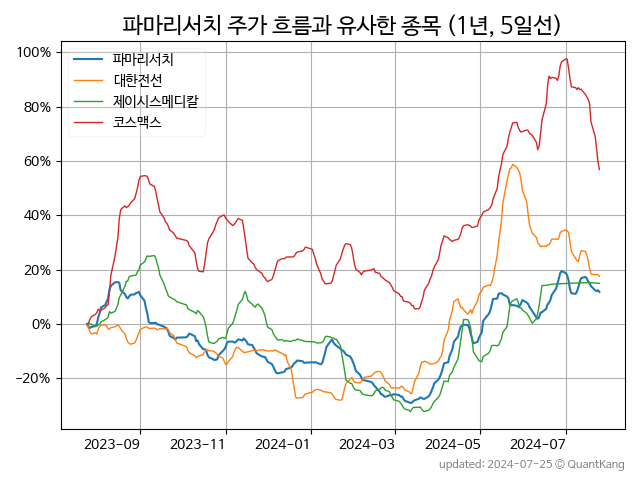 파마리서치 주가 흐름과 유사한 종목 (1년, 5일선)
파마리서치
대한전선
제이시스메디칼
코스맥스
100%
80%
60%
40%
20%
0%
−20%
2023-09
2023-11
2024-01
2024-03
2024-05
2024-07
updated: 2024-07-25 © QuantKang